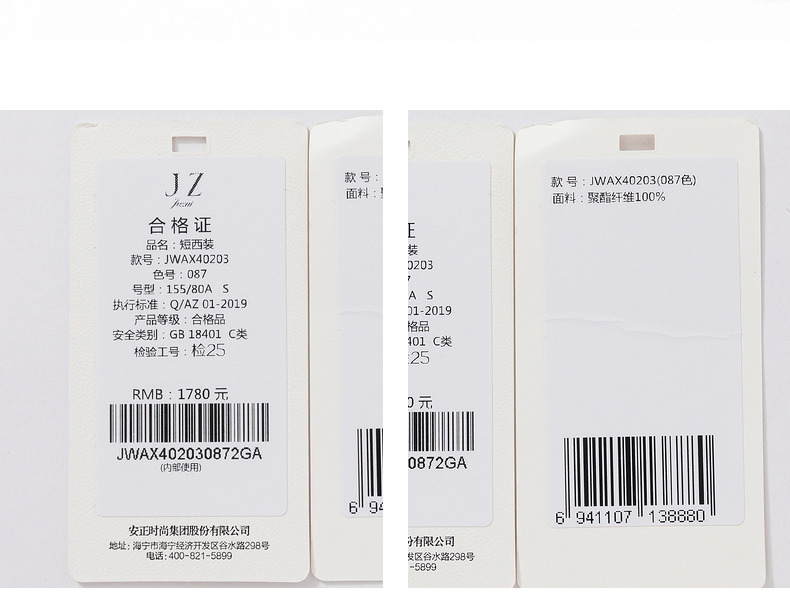 JZ
合格证
品名：短西装
款号：JWAX40203
色号：087
号型：155/80A S
执行标准：Q/AZ 01-2019
产品等级：合格品
安全类别：GB 18401 C类
检验工号：检25
RMB：1780 元
JWAX402030872GA
(内部使用)
安正时尚集团股份有限公司
地址：海宁市海宁经济开发区谷水路298号
电话：400-821-5899
款号：
面料：
6 94
证
装
0203
7
A S
01-2019
格品
401 C类
25
0 元
0872GA
份有限公司
发区谷水路298号
-5899
款号：JWAX40203(087色)
面料：聚酯纤维100%
6 941107 138880